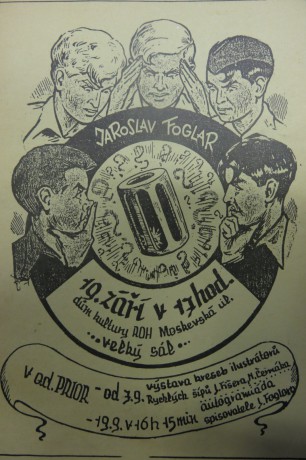 JAROSLAV FOGLAR
19. září v 17 hod.
dům kultury ROH Moskevská ul.
...velký sál...
v o.d. PRIOR - od 3.9. výstava kreseb ilustrátorů
Rychlých šípů J. Fišera, M. Čermáka
- 19.9. v 16 h 15 min autogramiáda
spisovatele J. Foglara